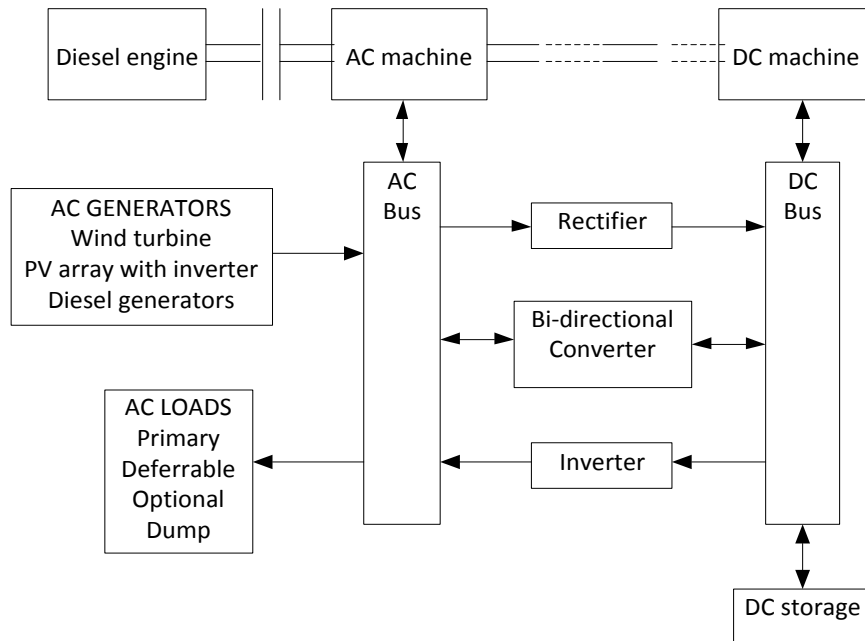 Diesel engine
AC machine
DC machine
AC
Bus
DC
Bus
AC GENERATORS
Wind turbine
PV array with inverter
Diesel generators
Rectifier
Bi-directional
Converter
AC LOADS
Primary
Deferrable
Optional
Dump
Inverter
DC storage